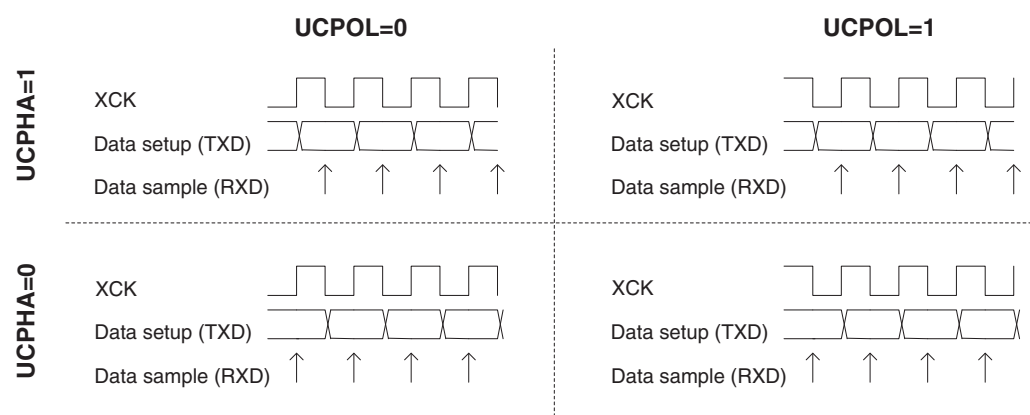 UCPOL=0
UCPOL=1
UCPHA=1
XCK
Data setup (TXD)
Data sample (RXD)
XCK
Data setup (TXD)
Data sample (RXD)
UCPHA=0
XCK
Data setup (TXD)
Data sample (RXD)
XCK
Data setup (TXD)
Data sample (RXD)